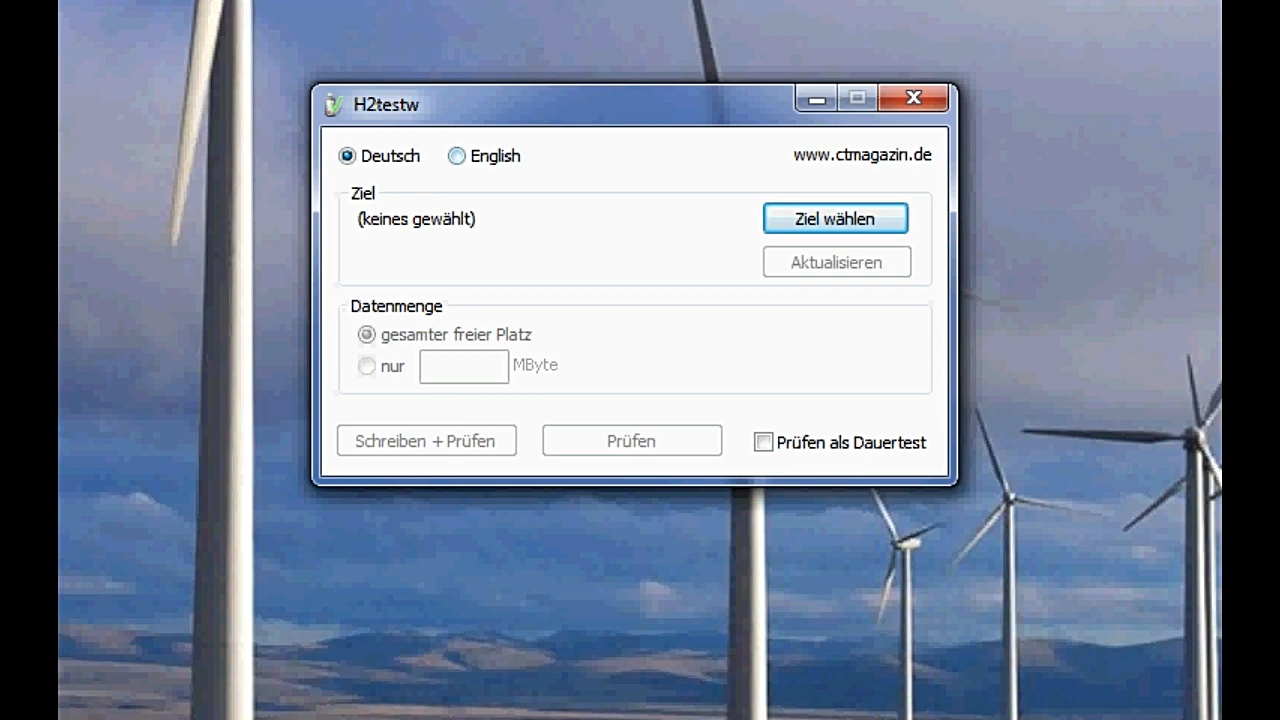 H2testw
Deutsch English www.ctmagazin.de
Ziel
(keines gewählt) Ziel wählen
Aktualisieren
Datenmenge
gesamter freier Platz
nur MByte
Schreiben + Prüfen Prüfen Prüfen als Dauertest